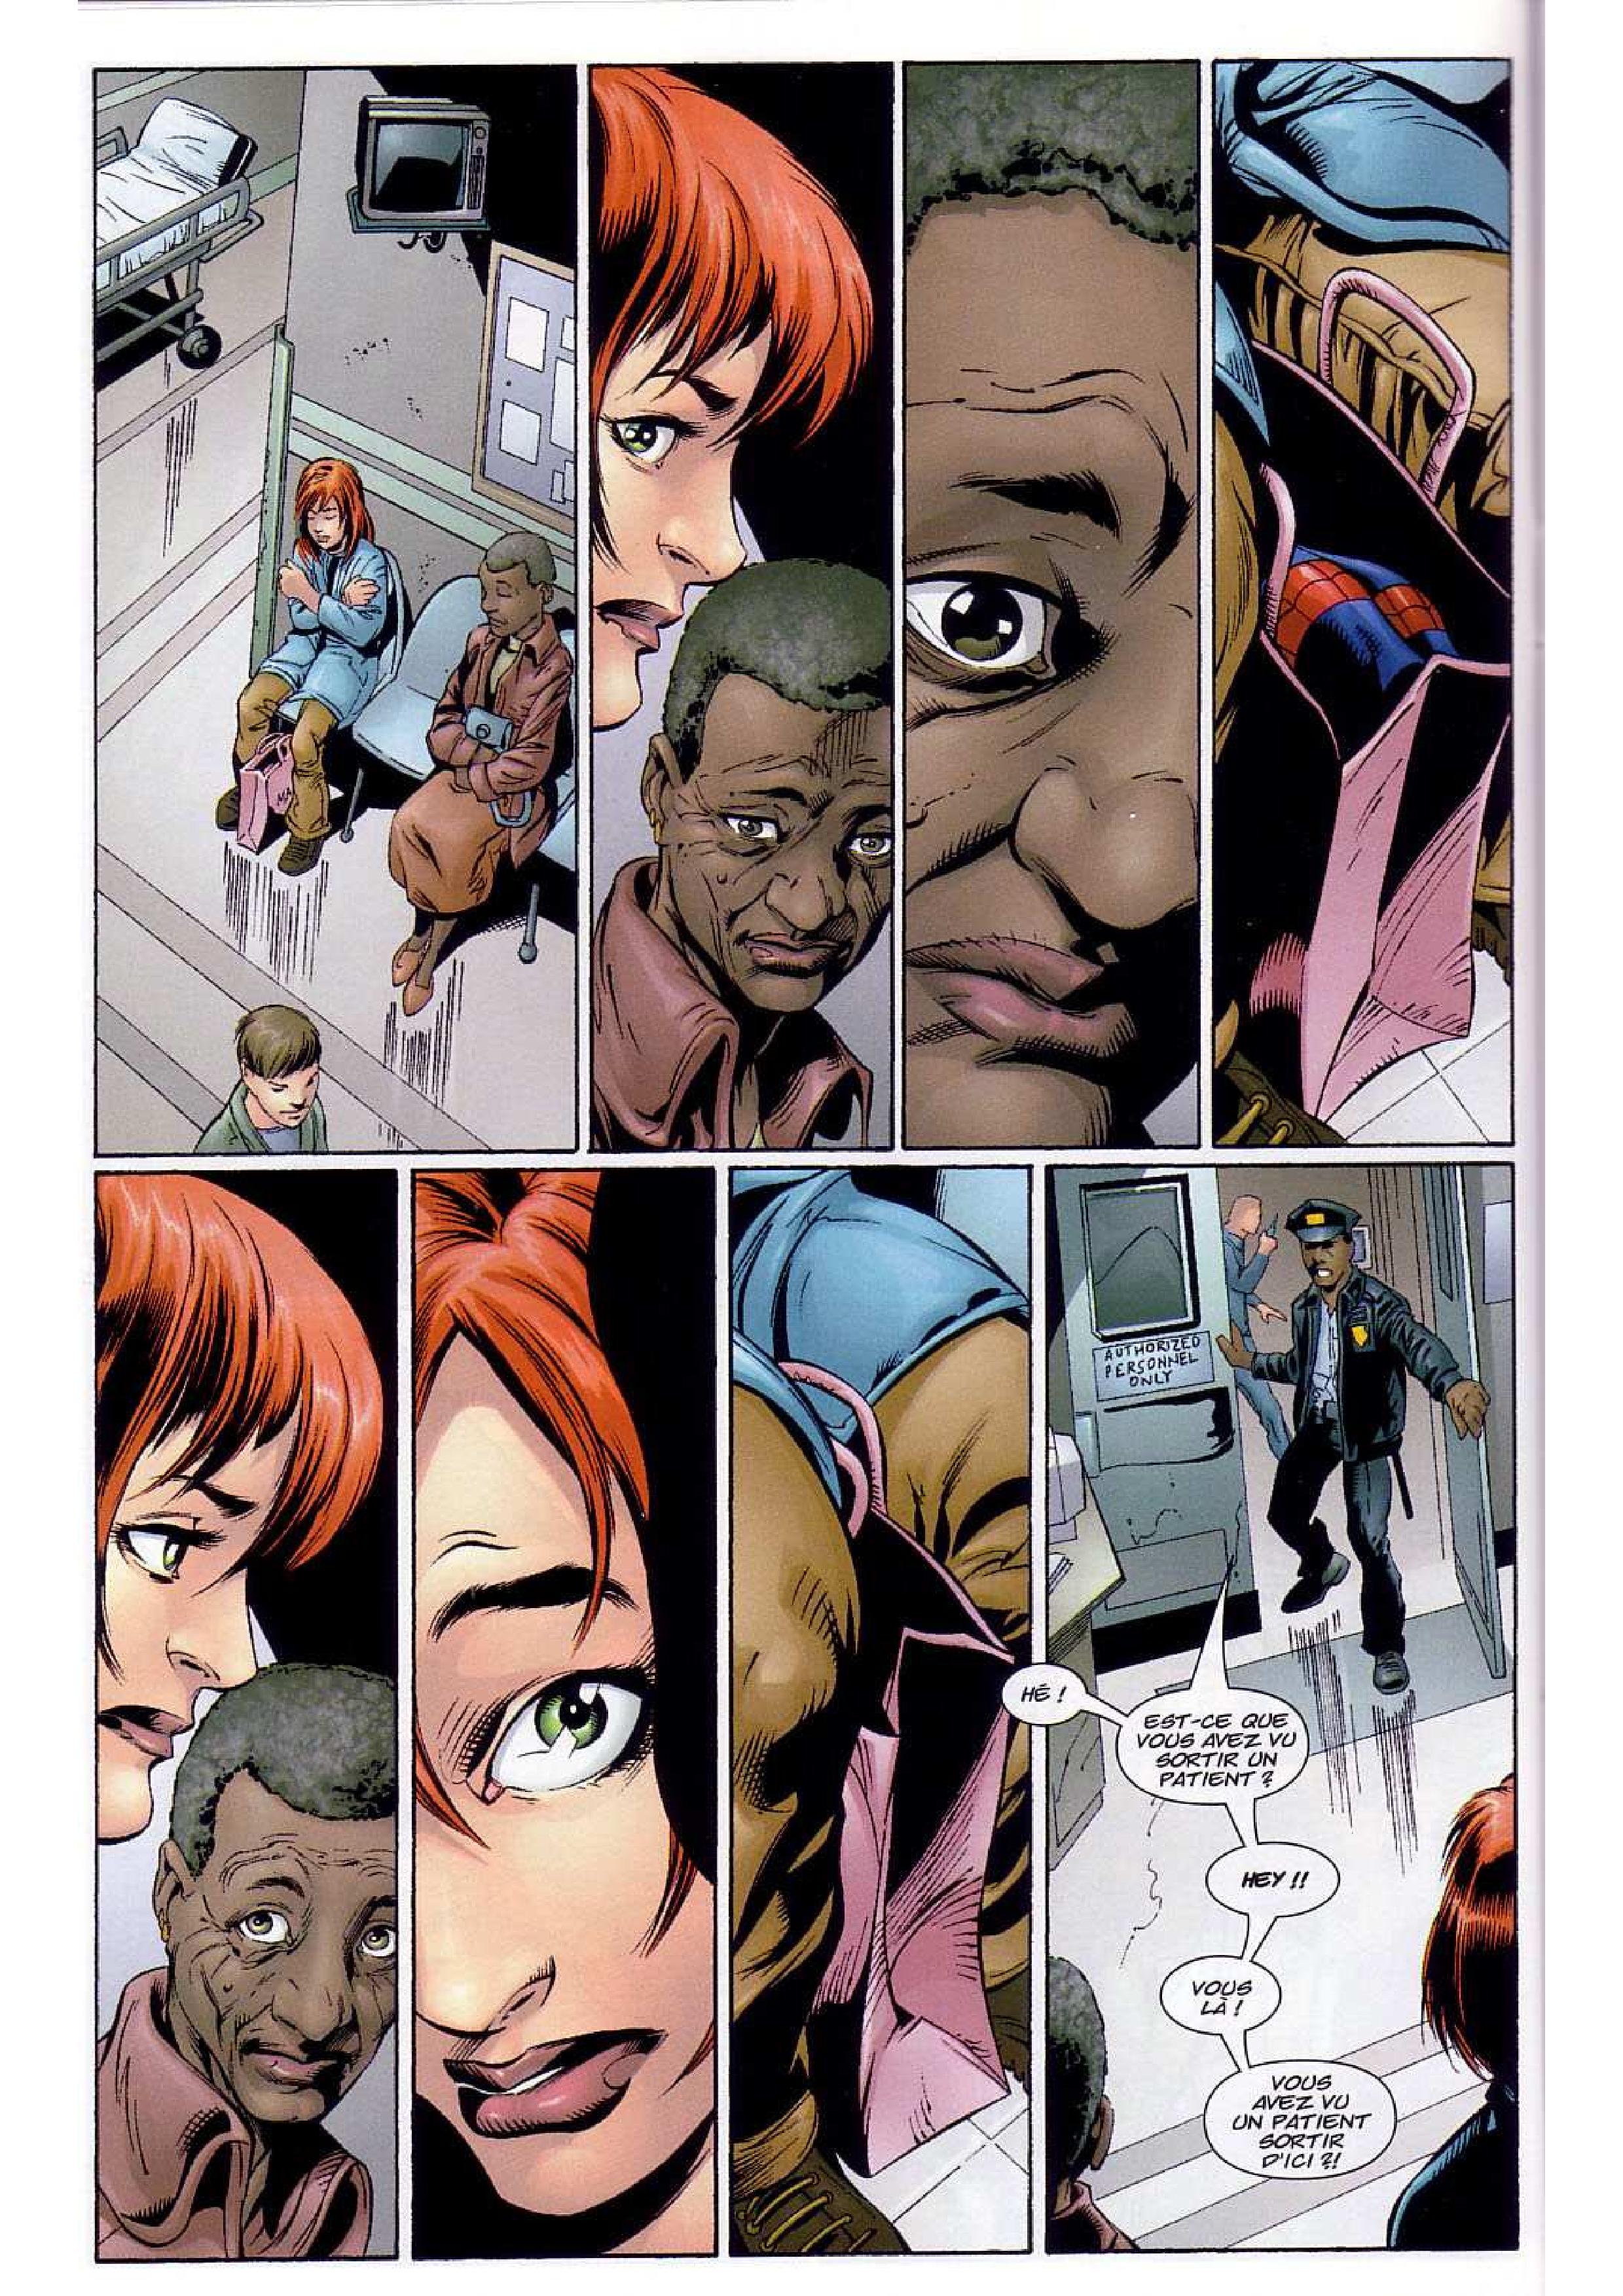 AUTHORIZED
PERSONNEL
ONLY
HÉ !
EST-CE QUE
VOUS AVEZ VU
SORTIR UN
PATIENT ?
HEY !!
VOUS
LÀ !
VOUS
AVEZ VU
UN PATIENT
SORTIR
D'ICI ?!